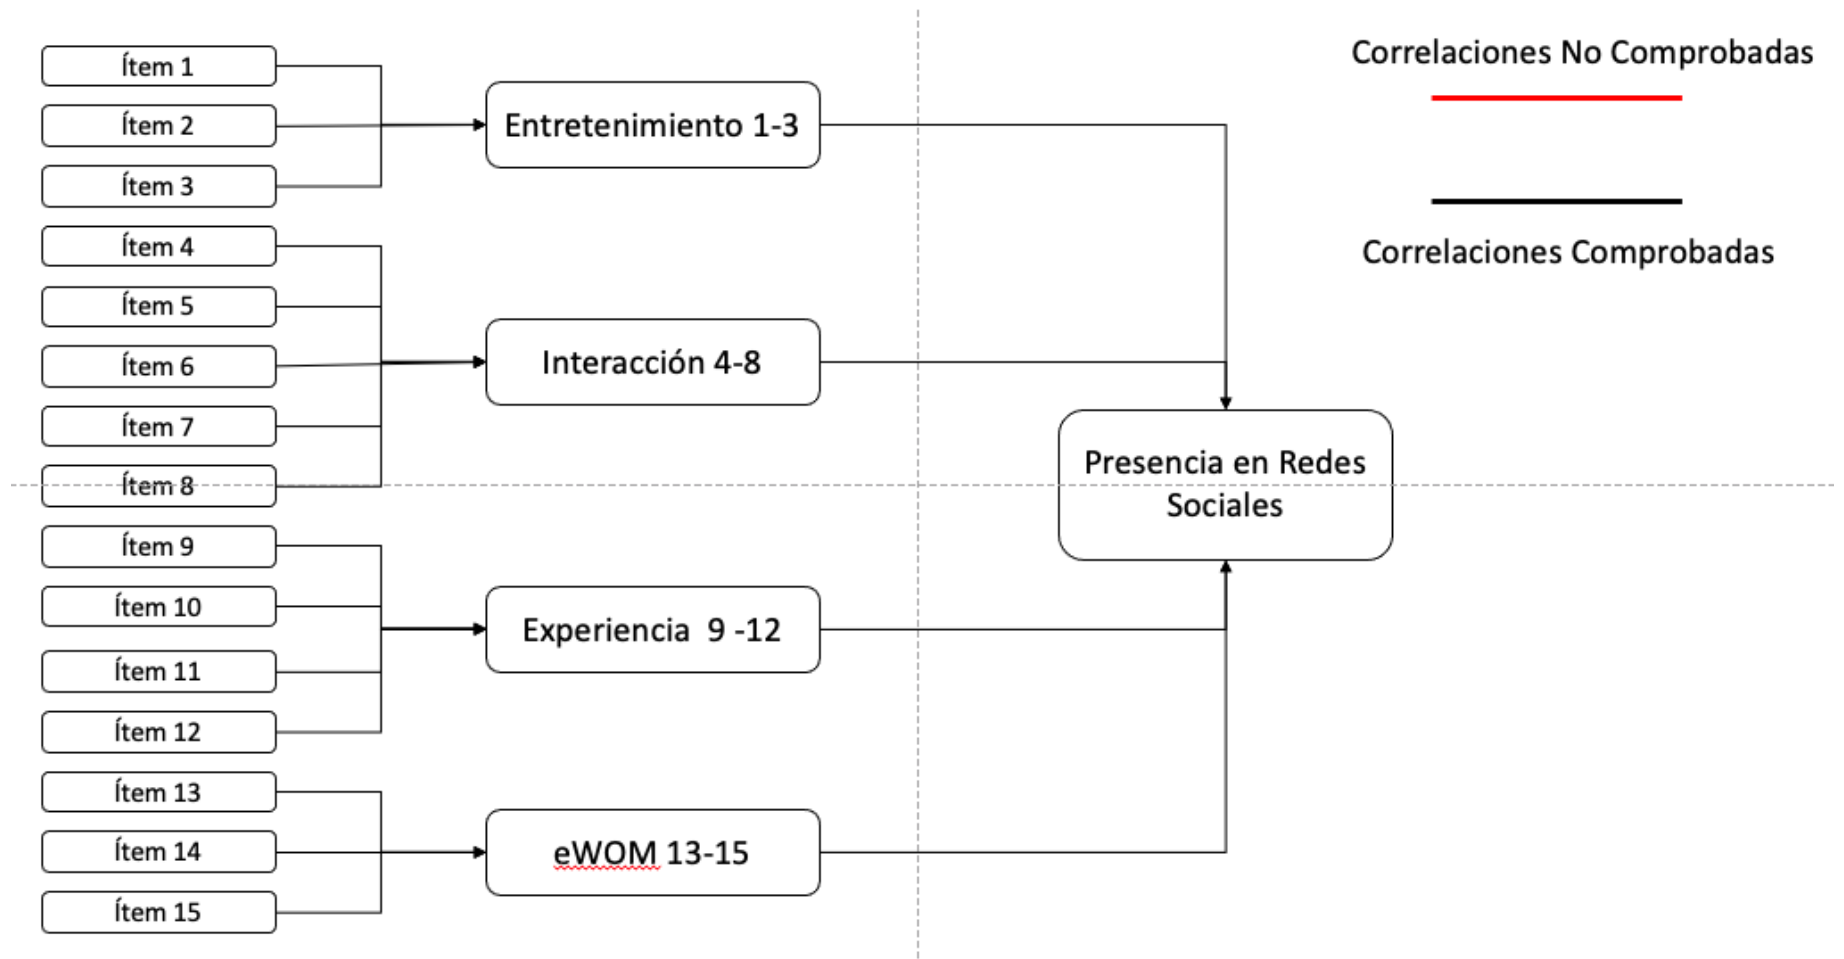 Ítem 1
Ítem 2
Ítem 3
Ítem 4
Ítem 5
Ítem 6
Ítem 7
Ítem 8
Ítem 9
Ítem 10
Ítem 11
Ítem 12
Ítem 13
Ítem 14
Ítem 15
Entretenimiento 1-3
Interacción 4-8
Experiencia 9 -12
eWOM 13-15
Presencia en Redes
Sociales
Correlaciones No Comprobadas
Correlaciones Comprobadas